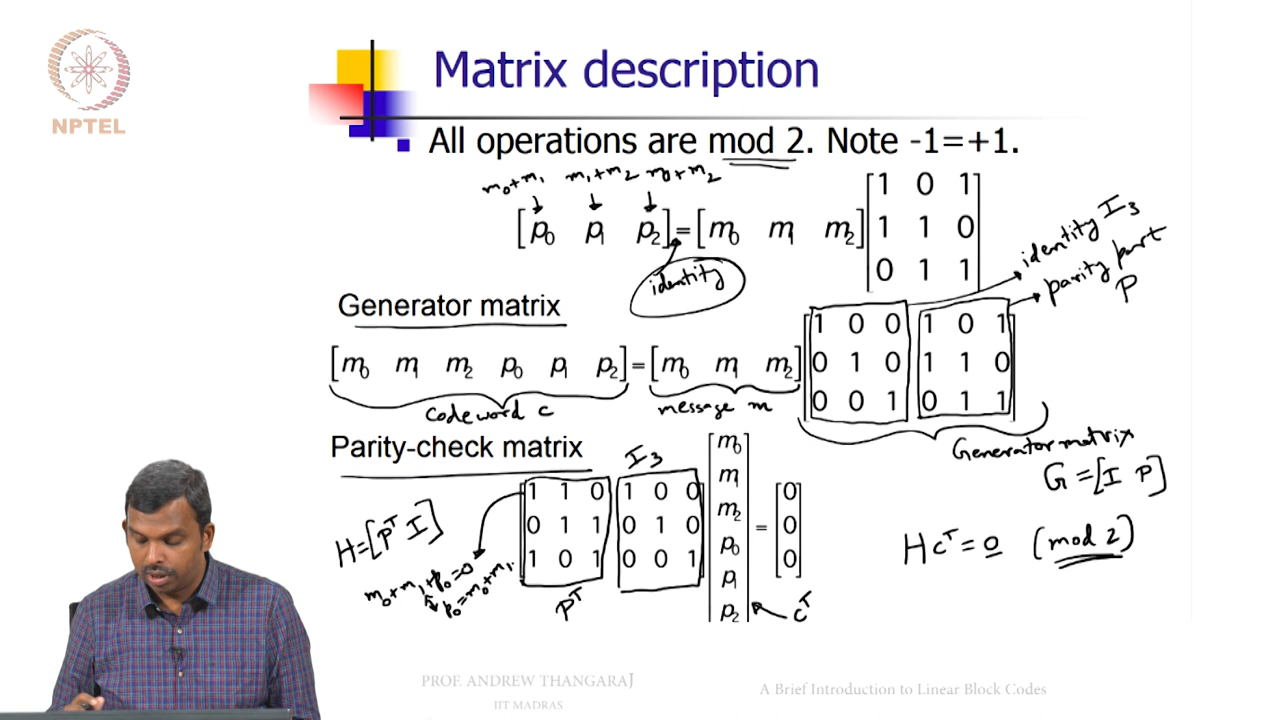 NPTEL
Matrix description
All operations are mod 2. Note -1=+1.
m0+m1 m1+m2 m0+m2
[p0 p1 p2]=[m0 m1 m2][1 0 1
1 1 0
0 1 1]
identity
identity I3
parity part
P
Generator matrix
[m0 m1 m2 p0 p1 p2]=[m0 m1 m2][1 0 0 1 0 1
0 1 0 1 1 0
0 0 1 0 1 1]
codeword c
message m
Generator matrix
G=[I P]
Parity-check matrix
I3
H=[P^T I]
[1 1 0 1 0 0
0 1 1 0 1 0
1 0 1 0 0 1]
[m0
m1
m2
p0
p1
p2]
=
[0
0
0]
Hc^T=0 (mod 2)
m0+m1+p0=0
p0=m0+m1
P^T
c^T
PROF. ANDREW THANGARAJ
IIT MADRAS
A Brief Introduction to Linear Block Codes